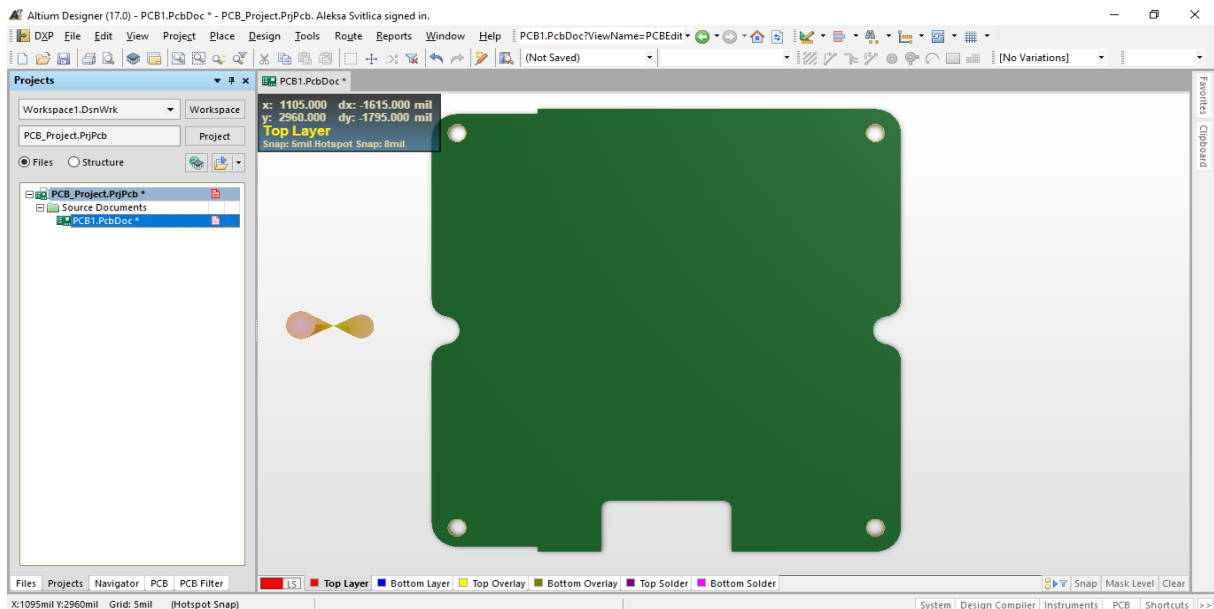 Altium Designer (17.0) - PCB1.PcbDoc * - PCB_Project.PrjPcb. Aleksa Svitlica signed in.
DXP File Edit View Project Place Design Tools Route Reports Window Help PCB1.PcbDoc?ViewName=PCBEdit
(Not Saved) [No Variations]
Projects
PCB1.PcbDoc *
Workspace1.DsnWrk Workspace
PCB_Project.PrjPcb Project
Files Structure
PCB_Project.PrjPcb *
Source Documents
PCB1.PcbDoc *
x: 1105.000 dx: -1615.000 mil
y: 2960.000 dy: -1795.000 mil
Top Layer
Snap: 5mil Hotspot Snap: 8mil
Favorites
Clipboard
Files Projects Navigator PCB PCB Filter
LS Top Layer Bottom Layer Top Overlay Bottom Overlay Top Solder Bottom Solder
Snap Mask Level Clear
X:1095mil Y:2960mil Grid: 5mil (Hotspot Snap)
System Design Compiler Instruments PCB Shortcuts >>